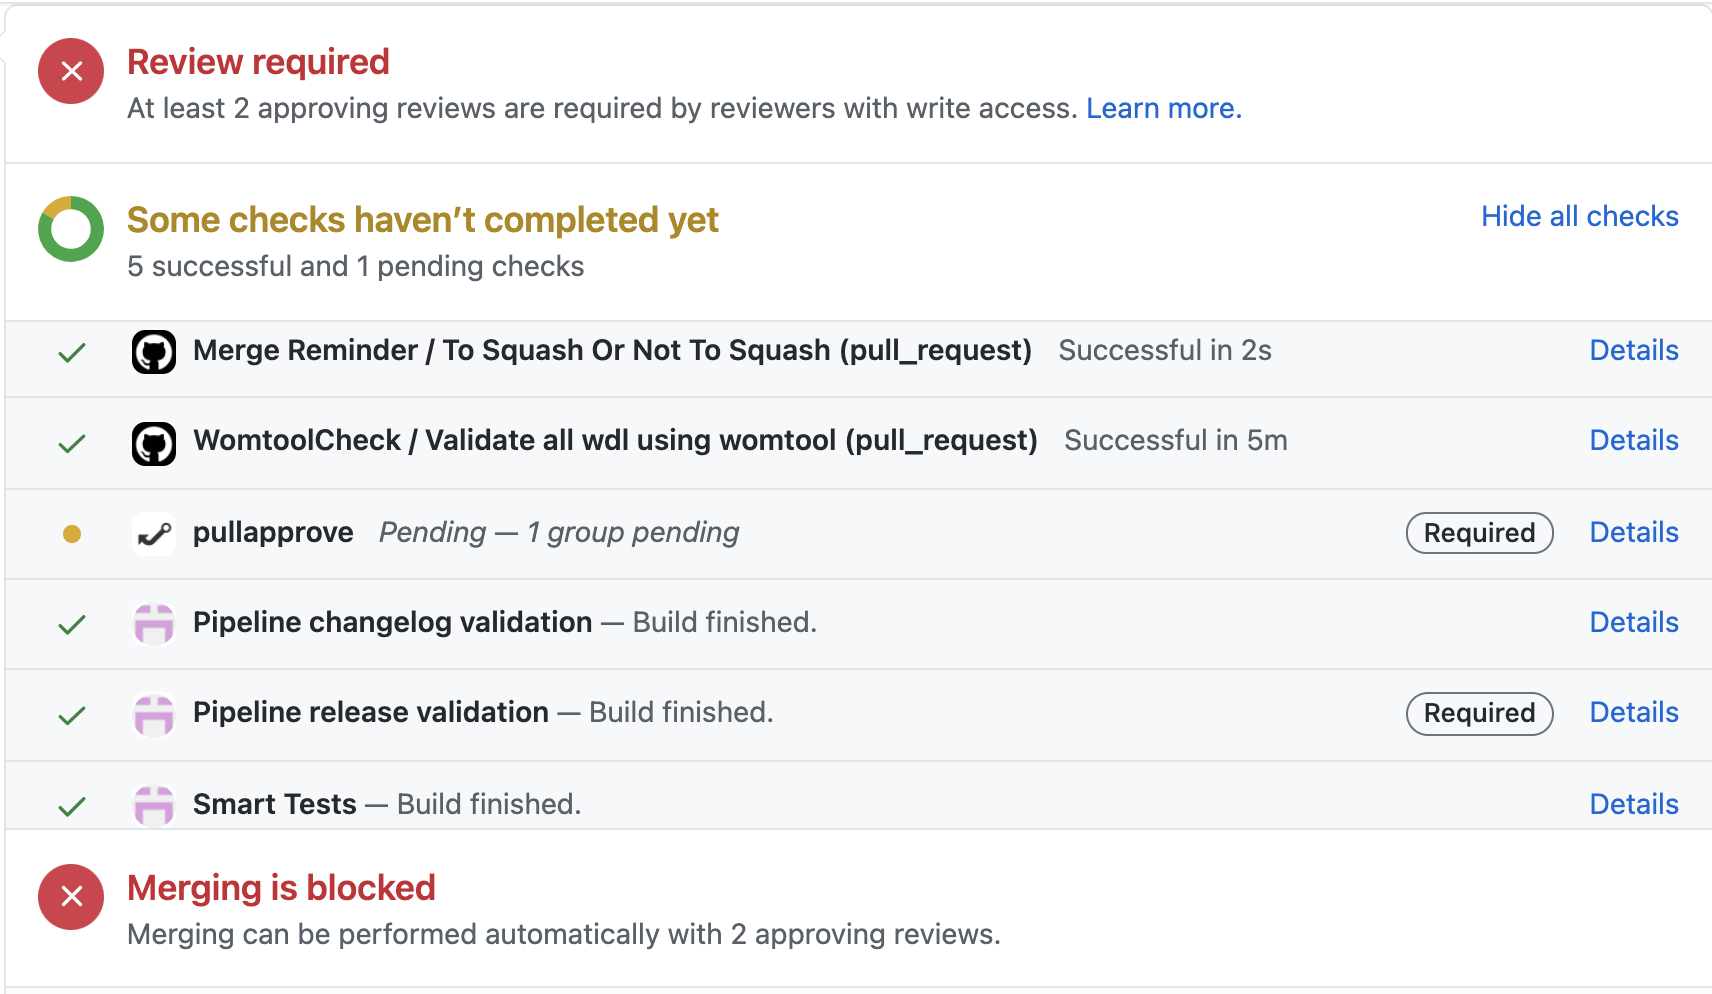 Review required
At least 2 approving reviews are required by reviewers with write access. Learn more.
Some checks haven’t completed yet
Hide all checks
5 successful and 1 pending checks
Merge Reminder / To Squash Or Not To Squash (pull_request) Successful in 2s Details
WomtoolCheck / Validate all wdl using womtool (pull_request) Successful in 5m Details
pullapprove Pending — 1 group pending Required Details
Pipeline changelog validation — Build finished. Details
Pipeline release validation — Build finished. Required Details
Smart Tests — Build finished. Details
Merging is blocked
Merging can be performed automatically with 2 approving reviews.